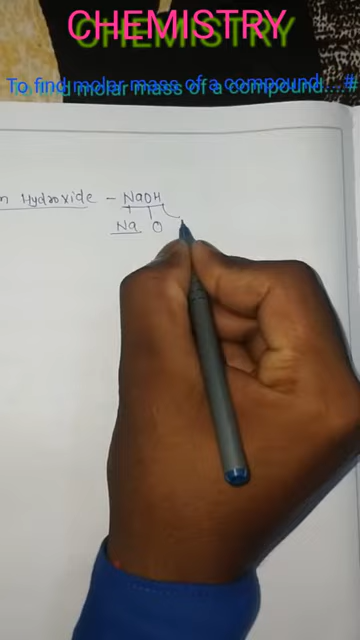 CHEMISTRY
To find molar mass of a compound....#
Hydroxide - NaOH
Na O